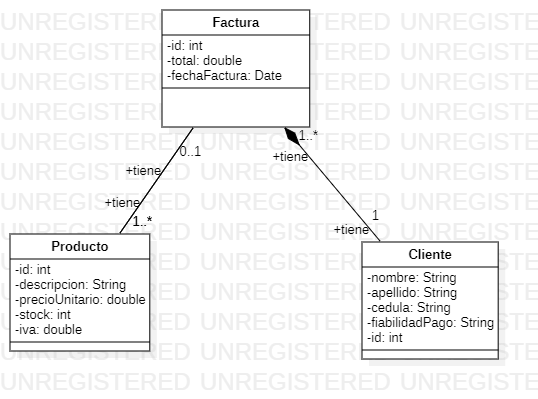 Factura
-id: int
-total: double
-fechaFactura: Date
0..1
1..*
+tiene
+tiene
+tiene
1..*
1
+tiene
Producto
-id: int
-descripcion: String
-precioUnitario: double
-stock: int
-iva: double
Cliente
-nombre: String
-apellido: String
-cedula: String
-fiabilidadPago: String
-id: int
UNREGISTERED UNREGISTERED UNREGISTERED